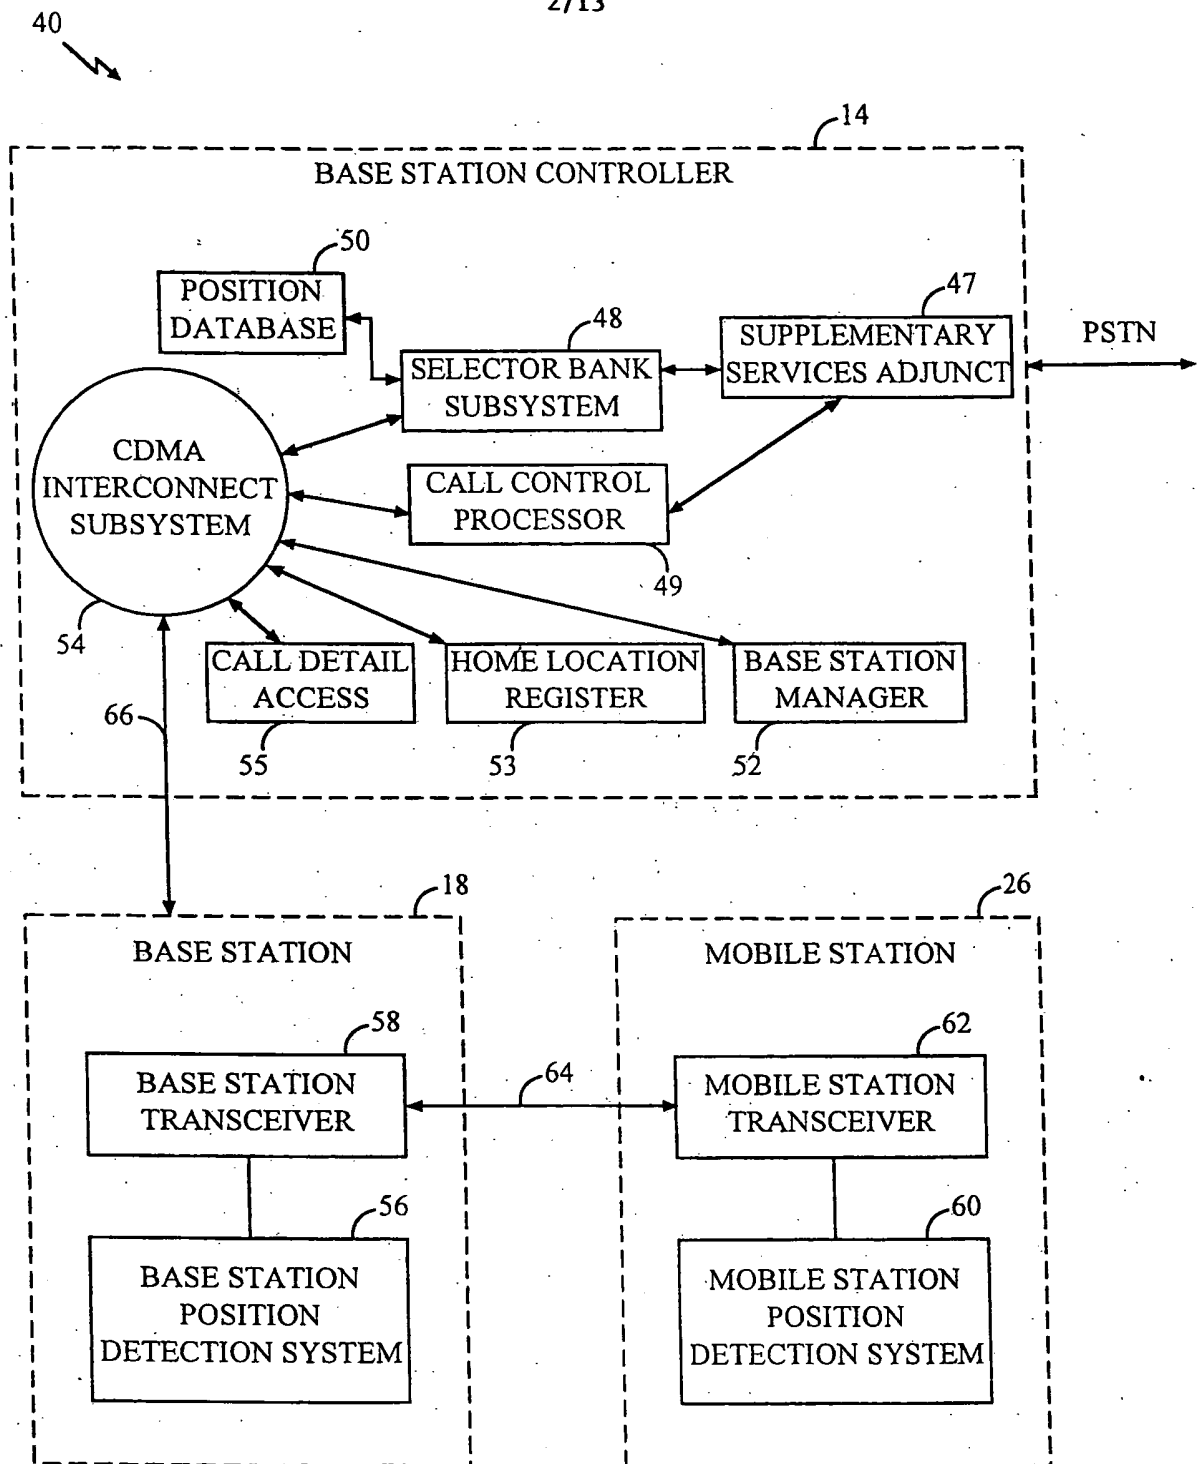 2/13
40
14
BASE STATION CONTROLLER
50
POSITION
DATABASE
48
SELECTOR BANK
SUBSYSTEM
47
SUPPLEMENTARY
SERVICES ADJUNCT
PSTN
CDMA
INTERCONNECT
SUBSYSTEM
54
CALL CONTROL
PROCESSOR
49
CALL DETAIL
ACCESS
55
HOME LOCATION
REGISTER
53
BASE STATION
MANAGER
52
66
18
BASE STATION
58
BASE STATION
TRANSCEIVER
64
56
BASE STATION
POSITION
DETECTION SYSTEM
26
MOBILE STATION
62
MOBILE STATION
TRANSCEIVER
60
MOBILE STATION
POSITION
DETECTION SYSTEM